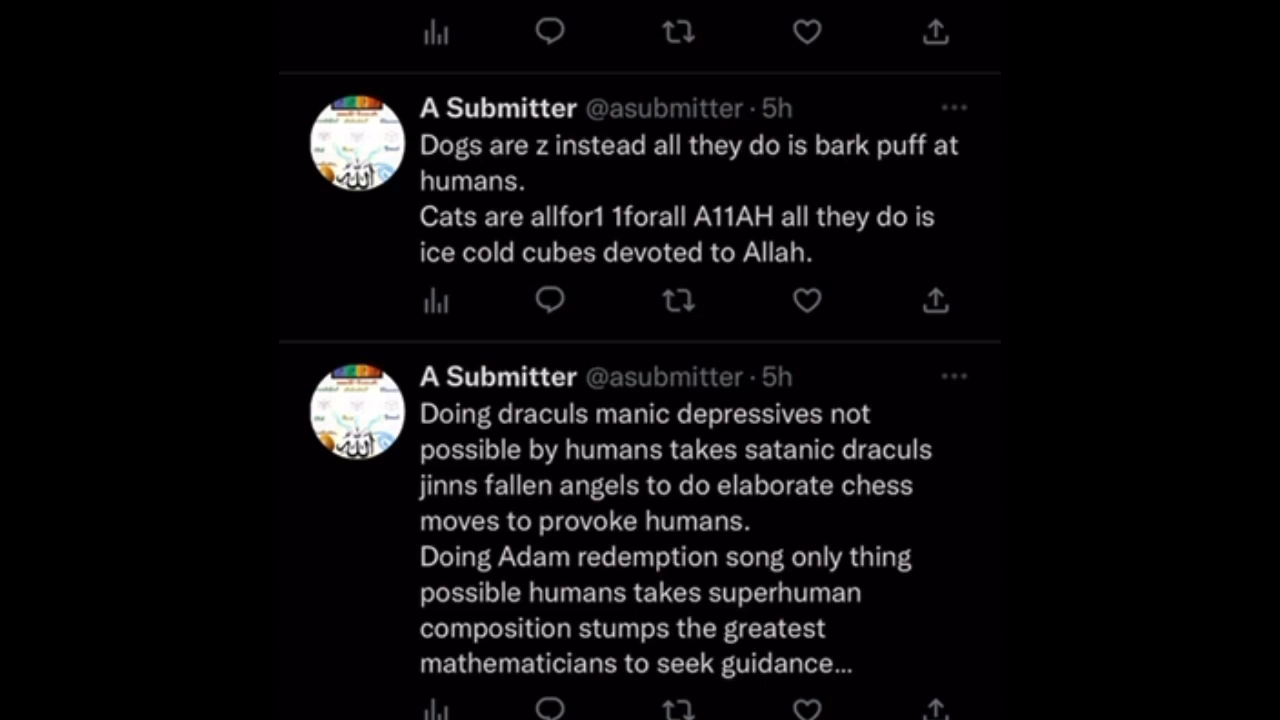 A Submitter @asubmitter · 5h
Dogs are z instead all they do is bark puff at
humans.
Cats are allfor1 1forall A11AH all they do is
ice cold cubes devoted to Allah.
A Submitter @asubmitter · 5h
Doing draculs manic depressives not
possible by humans takes satanic draculs
jinns fallen angels to do elaborate chess
moves to provoke humans.
Doing Adam redemption song only thing
possible humans takes superhuman
composition stumps the greatest
mathematicians to seek guidance...